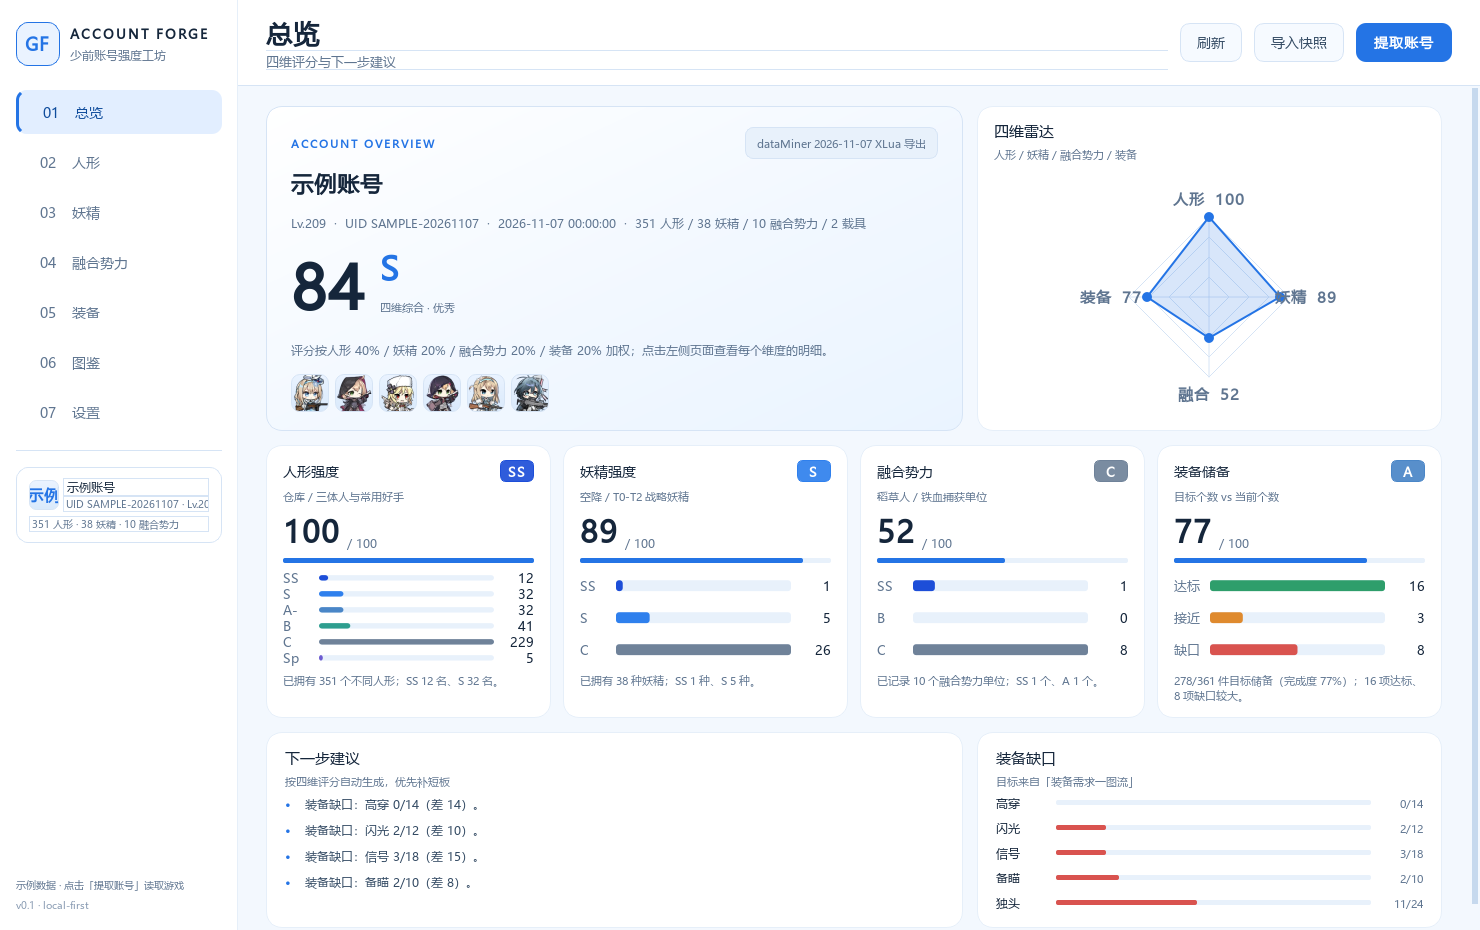 GF
ACCOUNT FORGE
少前账号强度工坊
01 总览
02 人形
03 妖精
04 融合势力
05 装备
06 图鉴
07 设置
示例
示例账号
UID SAMPLE-20261107 · Lv.20
351 人形 · 38 妖精 · 10 融合势力
示例数据 · 点击「提取账号」读取游戏
v0.1 · local-first
总览
四维评分与下一步建议
刷新
导入快照
提取账号
ACCOUNT OVERVIEW
dataMiner 2026-11-07 XLua 导出
示例账号
Lv.209 · UID SAMPLE-20261107 · 2026-11-07 00:00:00 · 351 人形 / 38 妖精 / 10 融合势力 / 2 载具
84 S
四维综合 · 优秀
评分按人形 40% / 妖精 20% / 融合势力 20% / 装备 20% 加权；点击左侧页面查看每个维度的明细。
四维雷达
人形 / 妖精 / 融合势力 / 装备
人形 100
装备 77
妖精 89
融合 52
人形强度
SS
仓库 / 三体人与常用好手
100 / 100
SS 12
S 32
A- 32
B 41
C 229
Sp 5
已拥有 351 个不同人形；SS 12 名、S 32 名。
妖精强度
S
空降 / T0-T2 战略妖精
89 / 100
SS 1
S 5
C 26
已拥有 38 种妖精；SS 1 种、S 5 种。
融合势力
C
稻草人 / 铁血捕获单位
52 / 100
SS 1
B 0
C 8
已记录 10 个融合势力单位；SS 1 个、A 1 个。
装备储备
A
目标个数 vs 当前个数
77 / 100
达标 16
接近 3
缺口 8
278/361 件目标储备（完成度 77%）；16 项达标、
8 项缺口较大。
下一步建议
按四维评分自动生成，优先补短板
• 装备缺口：高穿 0/14（差 14）。
• 装备缺口：闪光 2/12（差 10）。
• 装备缺口：信号 3/18（差 15）。
• 装备缺口：备瞄 2/10（差 8）。
装备缺口
目标来自「装备需求一图流」
高穿 0/14
闪光 2/12
信号 3/18
备瞄 2/10
独头 11/24